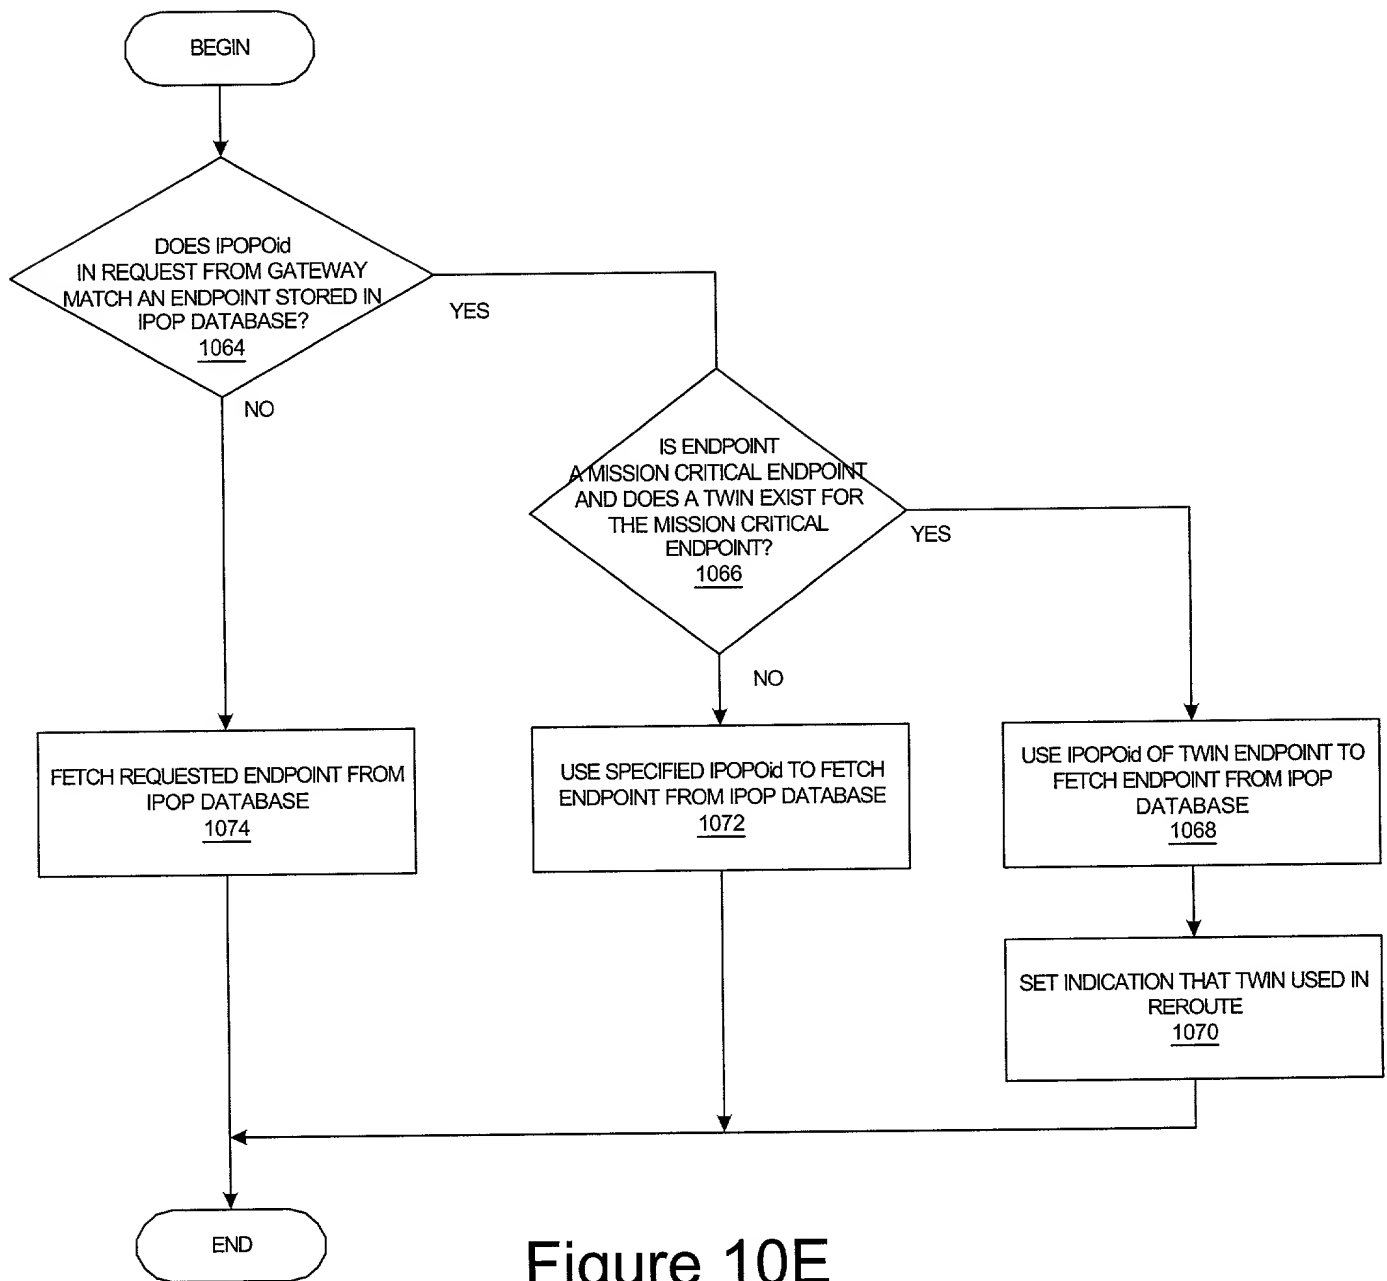 BEGIN
DOES IPOPOid
IN REQUEST FROM GATEWAY
MATCH AN ENDPOINT STORED IN
IPOP DATABASE?
1064
YES
NO
IS ENDPOINT
A MISSION CRITICAL ENDPOINT
AND DOES A TWIN EXIST FOR
THE MISSION CRITICAL
ENDPOINT?
1066
YES
NO
FETCH REQUESTED ENDPOINT FROM
IPOP DATABASE
1074
USE SPECIFIED IPOPOid TO FETCH
ENDPOINT FROM IPOP DATABASE
1072
USE IPOPOid OF TWIN ENDPOINT TO
FETCH ENDPOINT FROM IPOP
DATABASE
1068
SET INDICATION THAT TWIN USED IN
REROUTE
1070
END
Figure 10E